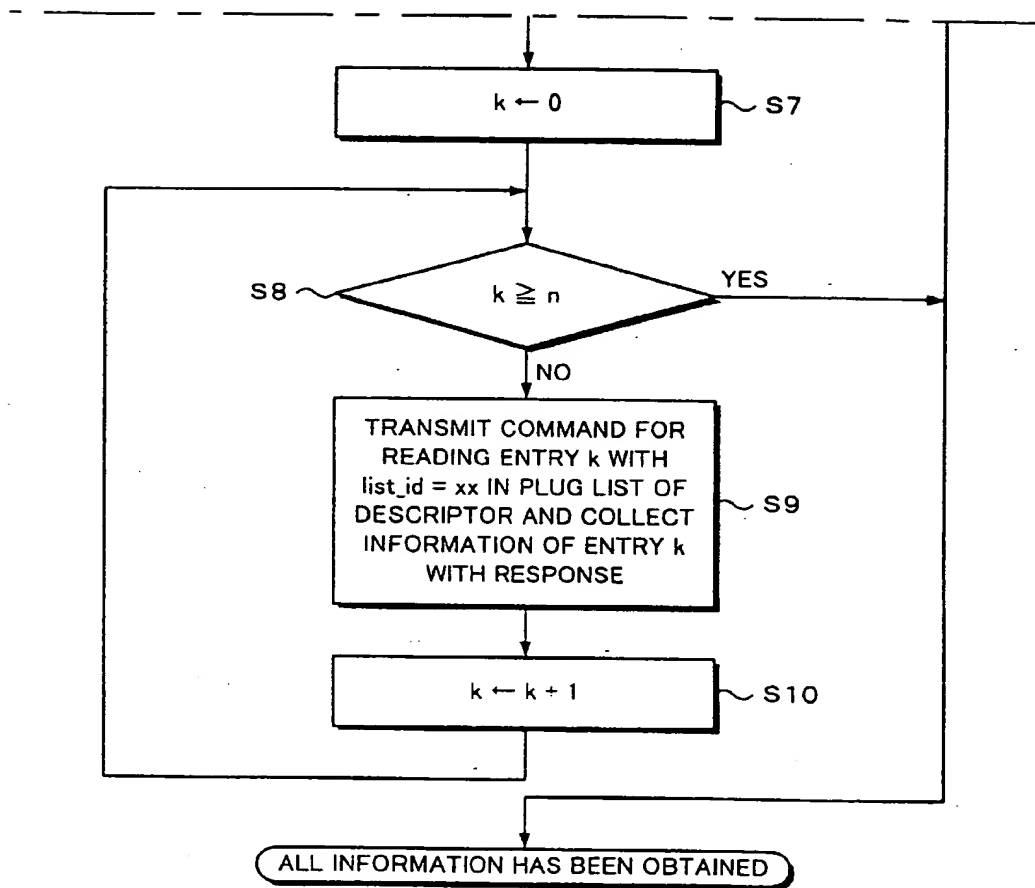 k ← 0
S7
S8
k ≧ n
YES
NO
TRANSMIT COMMAND FOR
READING ENTRY k WITH
list_id = xx IN PLUG LIST OF
DESCRIPTOR AND COLLECT
INFORMATION OF ENTRY k
WITH RESPONSE
S9
k ← k + 1
S10
ALL INFORMATION HAS BEEN OBTAINED